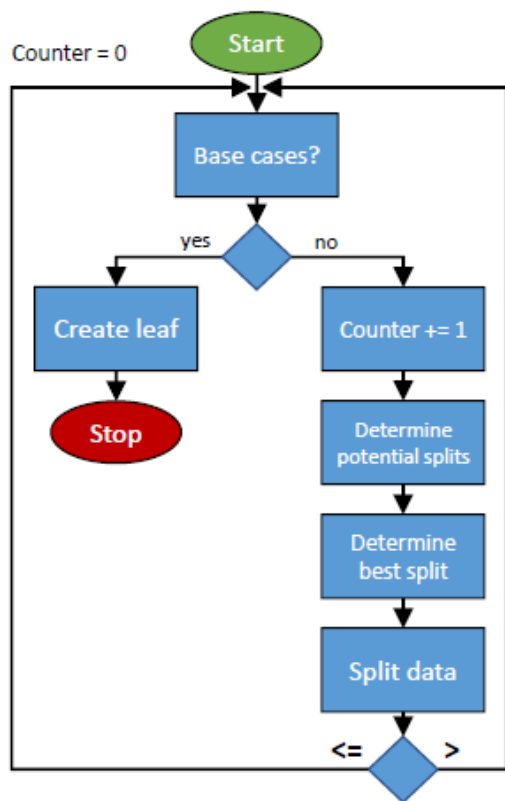 Start
Counter = 0
Base cases?
yes
no
Create leaf
Counter += 1
Stop
Determine
potential splits
Determine
best split
Split data
<= >